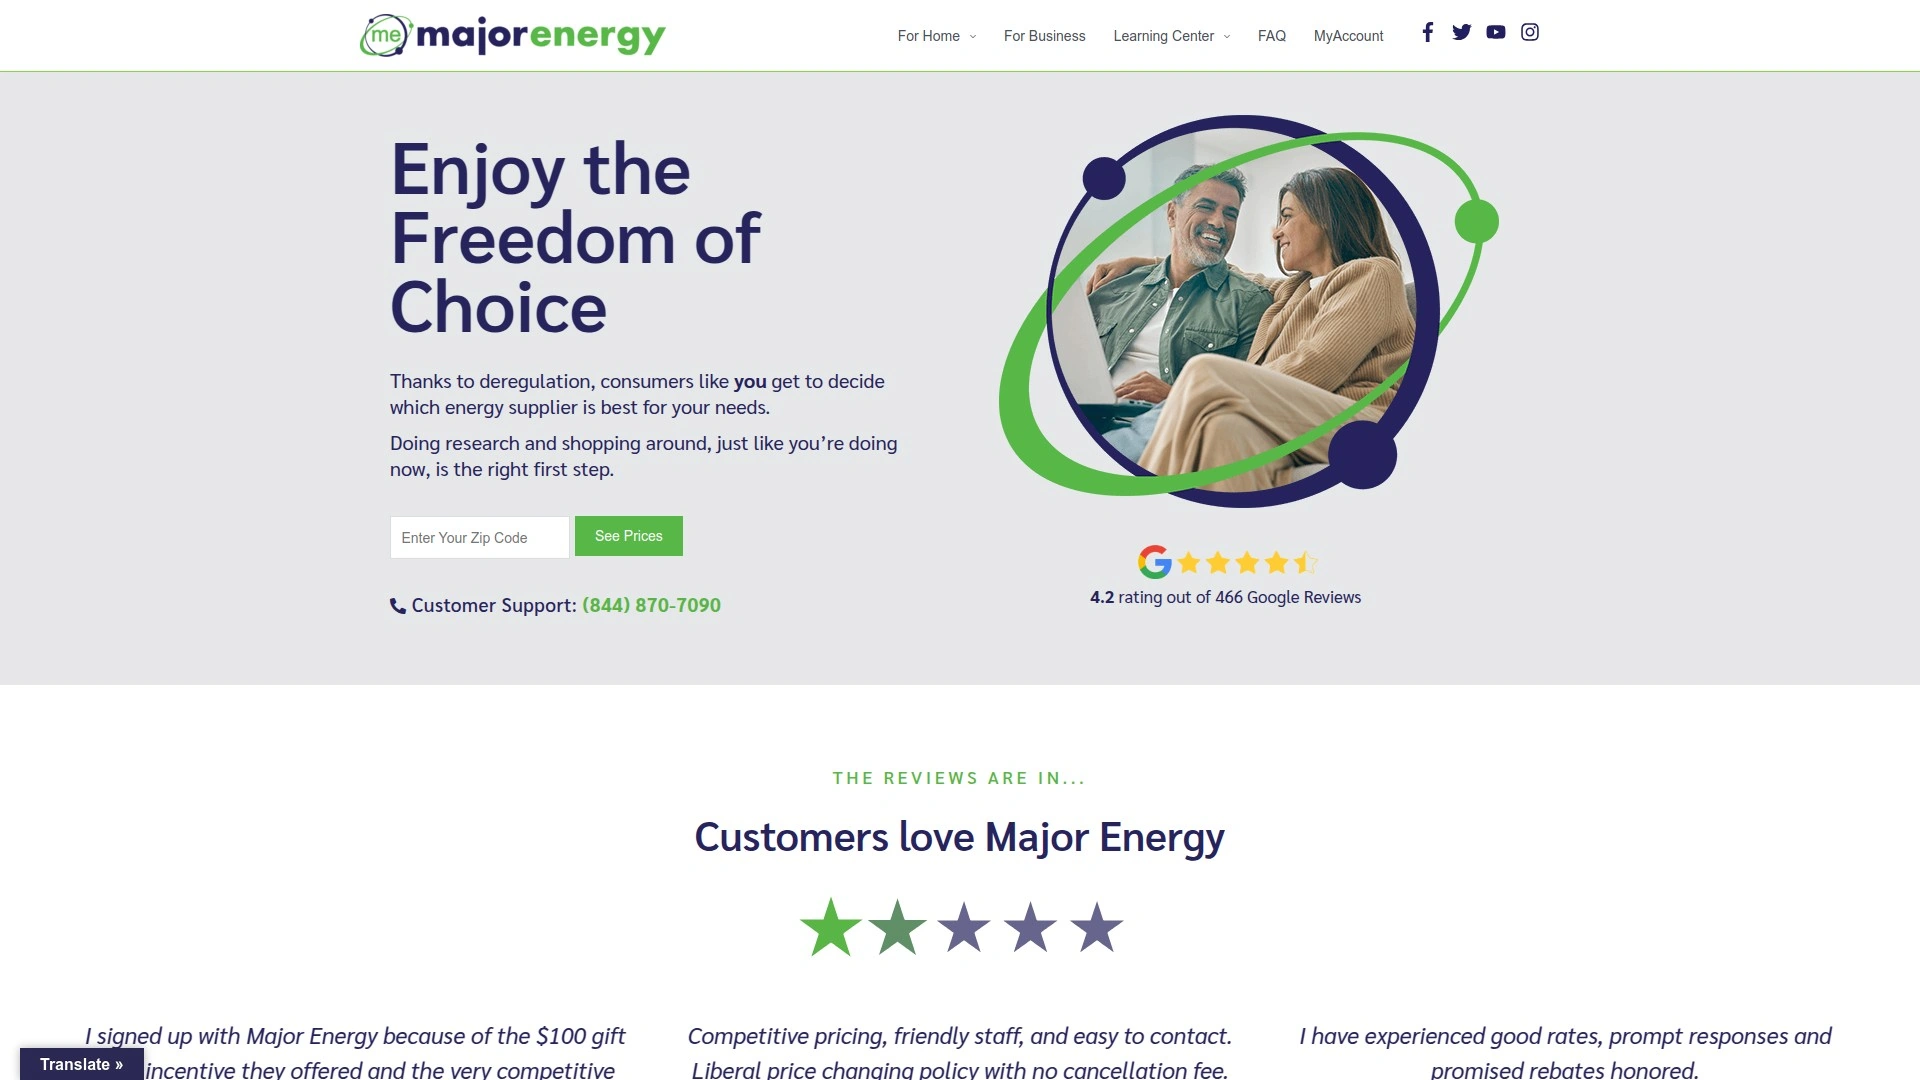 me majorenergy
For Home For Business Learning Center FAQ MyAccount
Enjoy the
Freedom of
Choice
Thanks to deregulation, consumers like you get to decide
which energy supplier is best for your needs.
Doing research and shopping around, just like you’re doing
now, is the right first step.
Enter Your Zip Code See Prices
Customer Support: (844) 870-7090
4.2 rating out of 466 Google Reviews
THE REVIEWS ARE IN...
Customers love Major Energy
I signed up with Major Energy because of the $100 gift
incentive they offered and the very competitive
Competitive pricing, friendly staff, and easy to contact.
Liberal price changing policy with no cancellation fee.
I have experienced good rates, prompt responses and
promised rebates honored.
Translate »